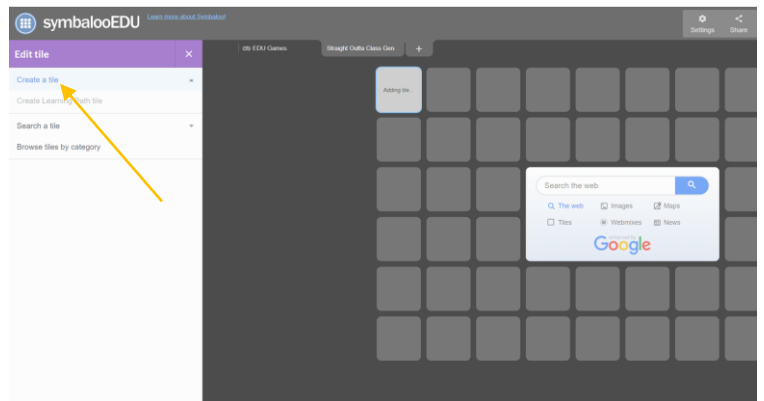 symbalooEDU Learn more about Symbaloo!
Settings Share
Edit tile ×
EDU Games Straight Outta Class Gen +
Create a tile
Create Learning Path tile
Search a tile
Browse tiles by category
Adding tile...
Search the web
The web Images Maps
Tiles Webmixes News
Google